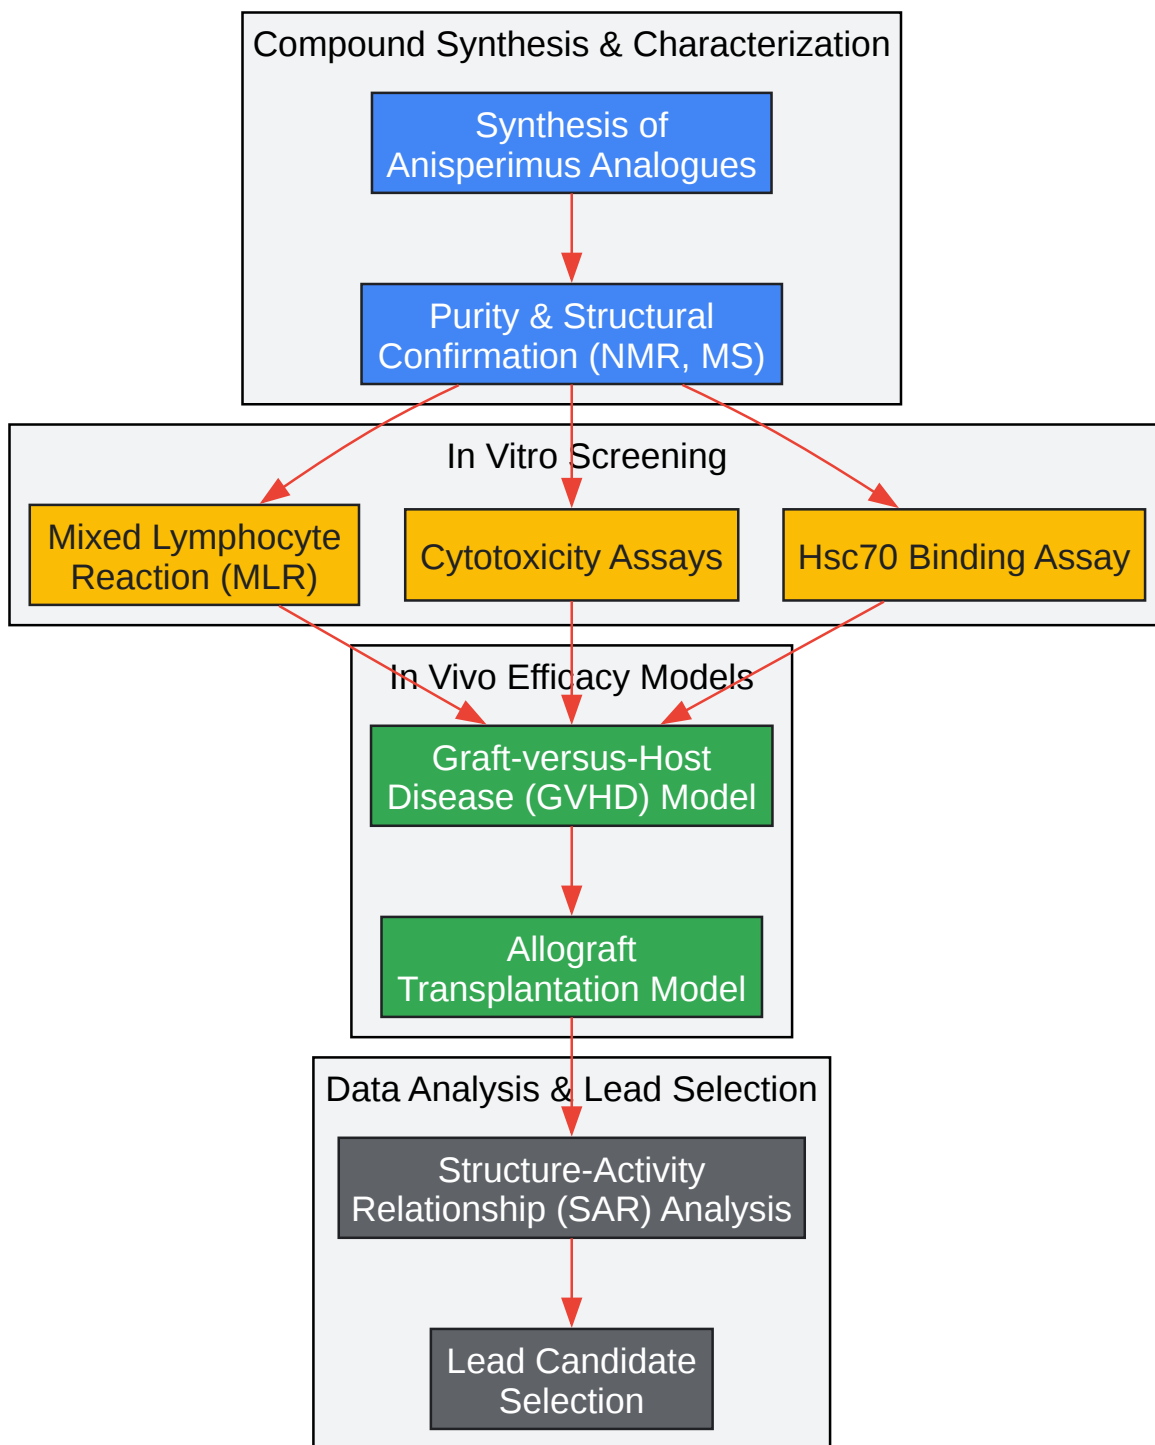 Compound Synthesis & Characterization
Synthesis of
Anisperimus Analogues
Purity & Structural
Confirmation (NMR, MS)
In Vitro Screening
Mixed Lymphocyte
Reaction (MLR)
Cytotoxicity Assays
Hsc70 Binding Assay
In Vivo Efficacy Models
Graft-versus-Host
Disease (GVHD) Model
Allograft
Transplantation Model
Data Analysis & Lead Selection
Structure-Activity
Relationship (SAR) Analysis
Lead Candidate
Selection